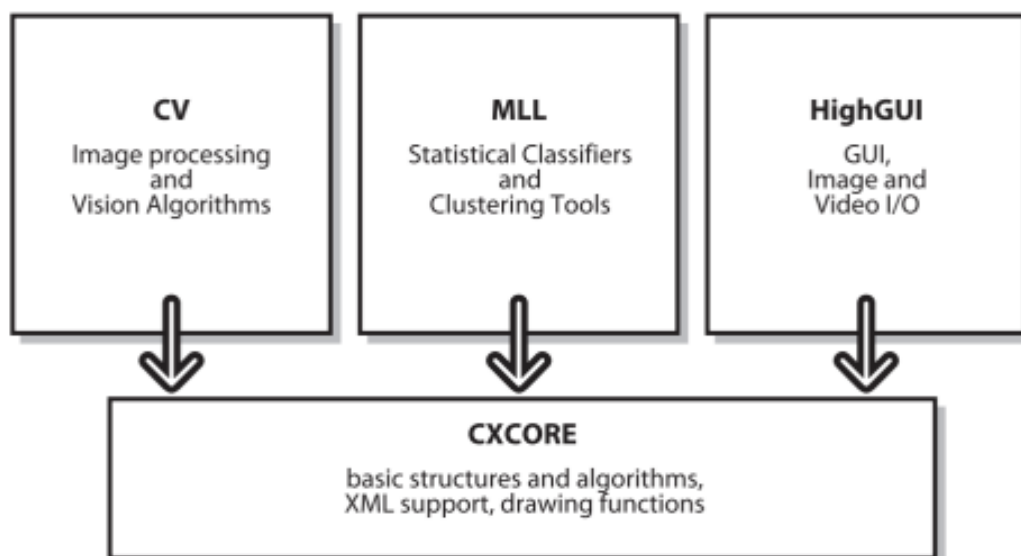 CV
Image processing
and
Vision Algorithms
MLL
Statistical Classifiers
and
Clustering Tools
HighGUI
GUI,
Image and
Video I/O
CXCORE
basic structures and algorithms,
XML support, drawing functions